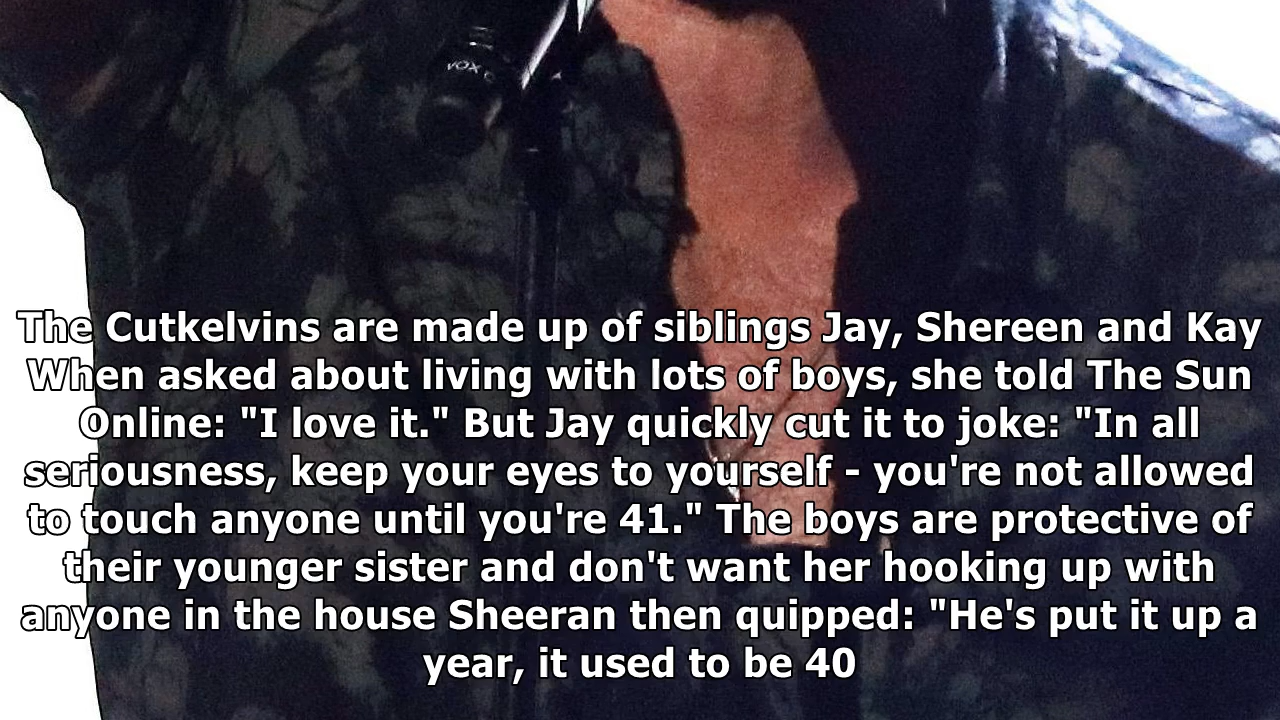 VOX
The Cutkelvins are made up of siblings Jay, Shereen and Kay
When asked about living with lots of boys, she told The Sun
Online: "I love it." But Jay quickly cut it to joke: "In all
seriousness, keep your eyes to yourself - you're not allowed
to touch anyone until you're 41." The boys are protective of
their younger sister and don't want her hooking up with
anyone in the house Sheeran then quipped: "He's put it up a
year, it used to be 40